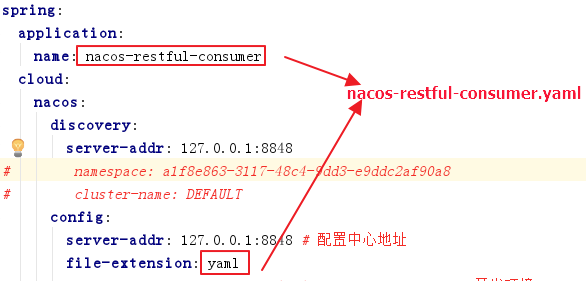 spring:
application:
name: nacos-restful-consumer
nacos-restful-consumer.yaml
cloud:
nacos:
discovery:
server-addr: 127.0.0.1:8848
# namespace: a1f8e863-3117-48c4-9dd3-e9ddc2af90a8
# cluster-name: DEFAULT
config:
server-addr: 127.0.0.1:8848 # 配置中心地址
file-extension: yaml